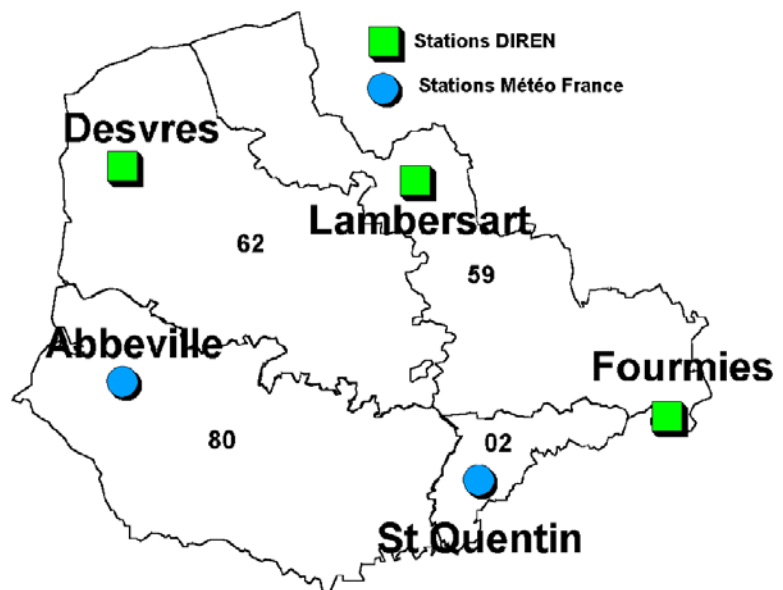 Stations DIREN
Stations Météo France
Desvres
Lambersart
62
59
Abbeville
Fourmies
80
02
St Quentin